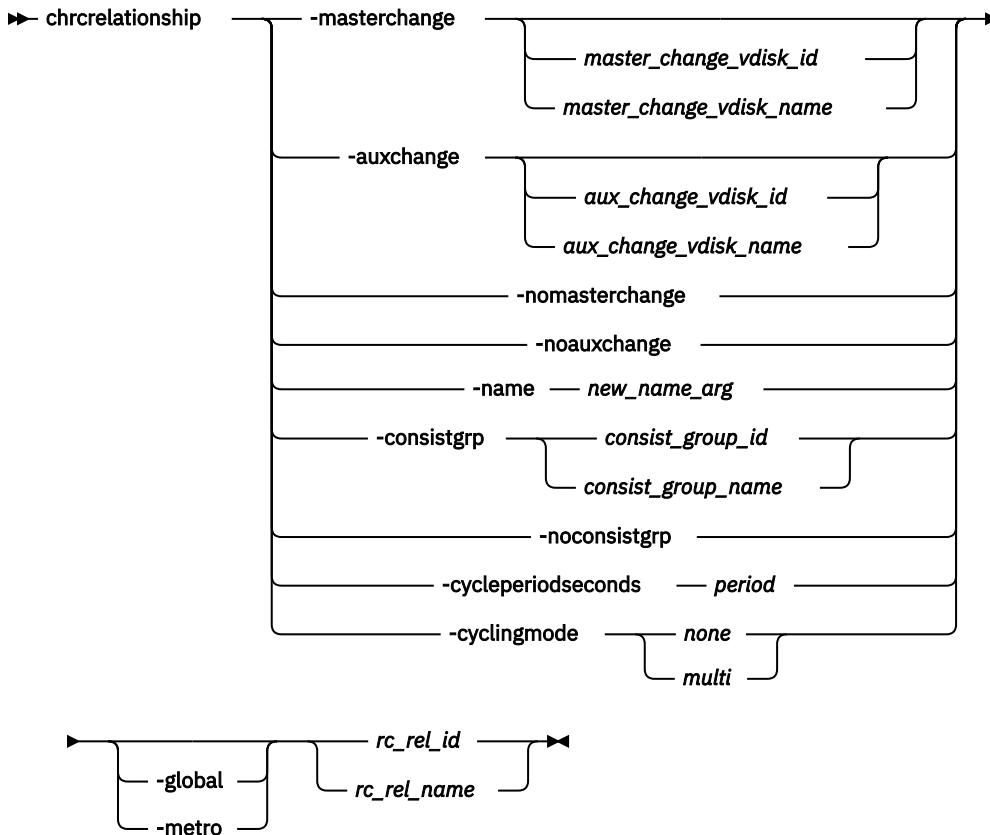 chrcrelationship -masterchange
master_change_vdisk_id
master_change_vdisk_name
-auxchange
aux_change_vdisk_id
aux_change_vdisk_name
-nomasterchange
-noauxchange
-name new_name_arg
-consistgrp consist_group_id
consist_group_name
-noconsistgrp
-cycleperiodseconds period
-cyclingmode none
multi
rc_rel_id
-global rc_rel_name
-metro